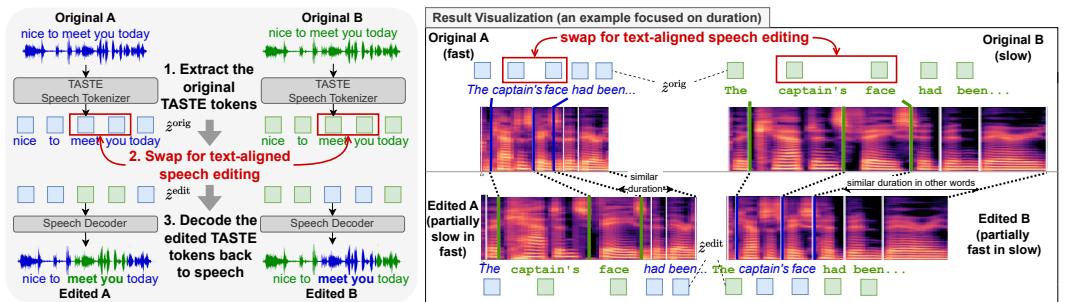 Original A
nice to meet you today
Original B
nice to meet you today
TASTE
Speech Tokenizer
1. Extract the
original
TASTE tokens
TASTE
Speech Tokenizer
ẑorig
nice to meet you today
nice to meet you today
2. Swap for text-aligned
speech editing
ẑedit
Speech Decoder
3. Decode the
edited TASTE
tokens back
to speech
Speech Decoder
nice to meet you today
Edited A
nice to meet you today
Edited B
Result Visualization (an example focused on duration)
Original A
(fast)
swap for text-aligned speech editing
Original B
(slow)
ẑorig
The captain's face had been...
The captain's face had been...
similar
duration
similar duration in other words
Edited A
(partially
slow in
fast)
Edited B
(partially
fast in slow)
ẑedit
The captain's face had been...
The captain's face had been...